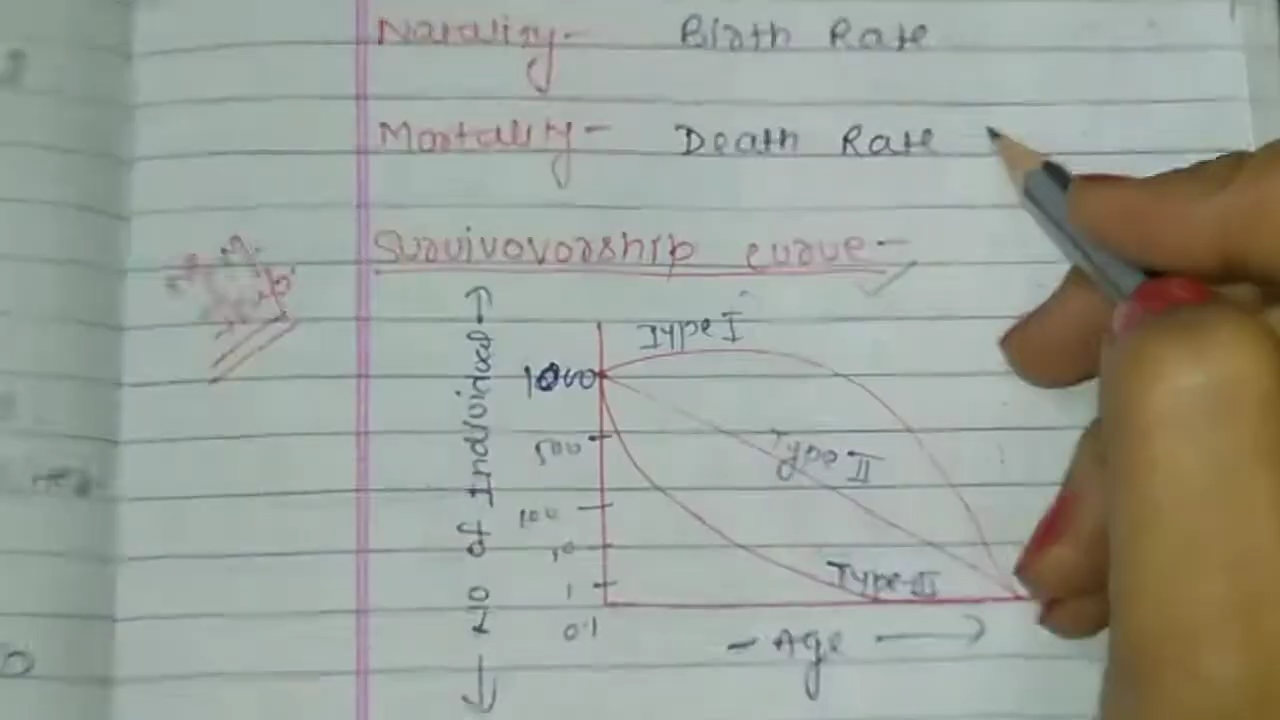 Natality- Birth Rate
Mortality- Death Rate
Survivovorship curve-
Type I
1000
Type II
500
100
10
Type-III
1
0.1
← No of Individual →
- Age →